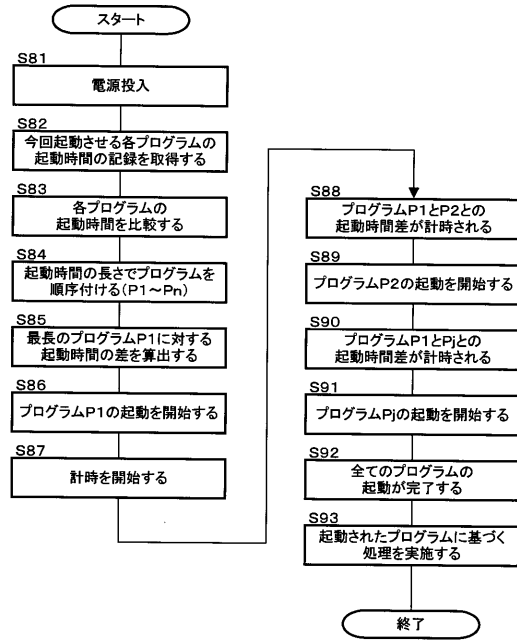 スタート
S81
電源投入
S82
今回起動させる各プログラムの
起動時間の記録を取得する
S83
各プログラムの
起動時間を比較する
S84
起動時間の長さでプログラムを
順序付ける(P1~Pn)
S85
最長のプログラムP1に対する
起動時間の差を算出する
S86
プログラムP1の起動を開始する
S87
計時を開始する
S88
プログラムP1とP2との
起動時間差が計時される
S89
プログラムP2の起動を開始する
S90
プログラムP1とPjとの
起動時間差が計時される
S91
プログラムPjの起動を開始する
S92
全てのプログラムの
起動が完了する
S93
起動されたプログラムに基づく
処理を実施する
終了